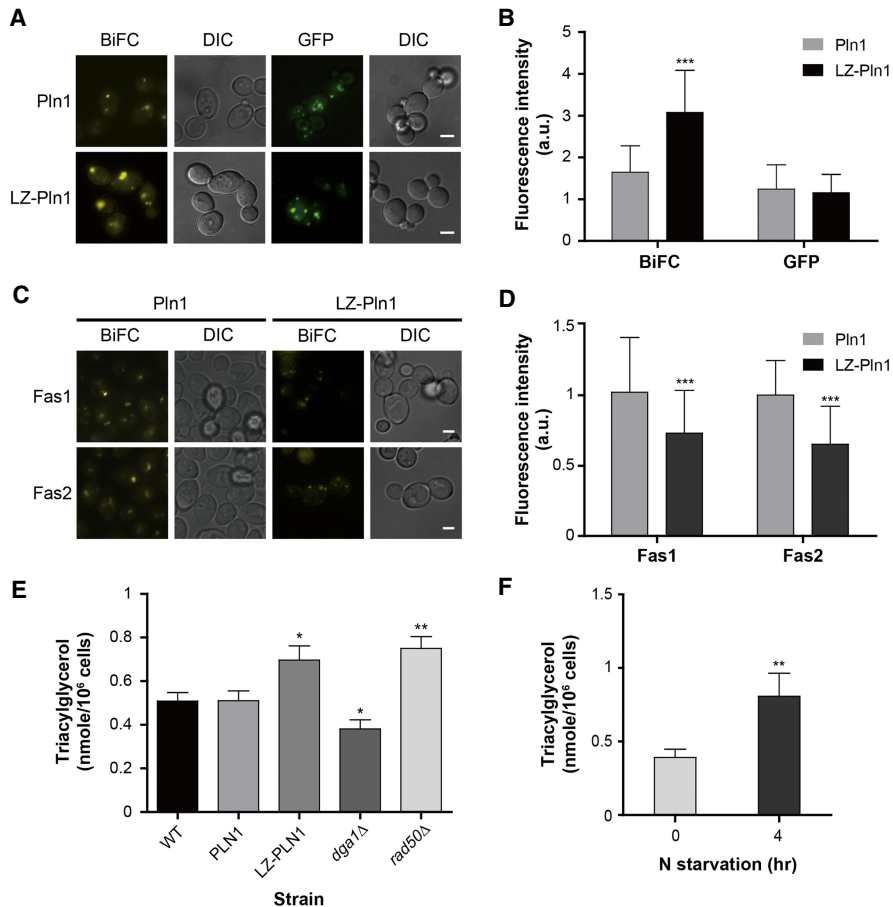 A
BiFC DIC GFP DIC
Pln1
LZ-Pln1
B
Fluorescence intensity
(a.u.)
5
4
3
2
1
0
***
Pln1
LZ-Pln1
BiFC GFP
C
Pln1 LZ-Pln1
BiFC DIC BiFC DIC
Fas1
Fas2
D
Fluorescence intensity
(a.u.)
1.5
1
0.5
0
*** ***
Pln1
LZ-Pln1
Fas1 Fas2
E
Triacylglycerol
(nmole/10⁶ cells)
1
0.8
0.6
0.4
0.2
0
* * **
WT PLN1 LZ-PLN1 dga1Δ rad50Δ
Strain
F
Triacylglycerol
(nmole/10⁶ cells)
1.5
1
0.5
0
**
0 4
N starvation (hr)